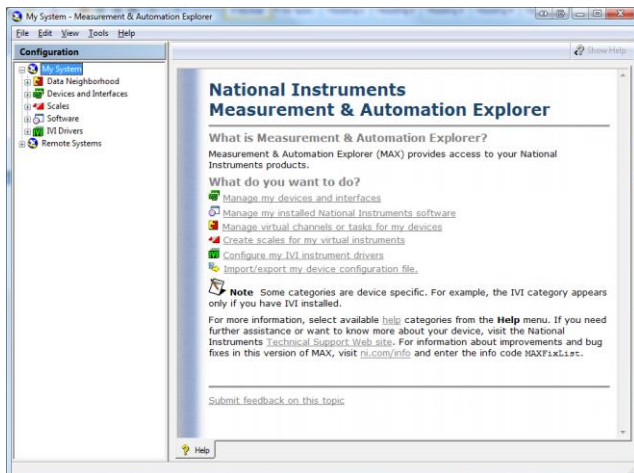 My System - Measurement & Automation Explorer
File Edit View Tools Help
Configuration
Show Help
My System
Data Neighborhood
Devices and Interfaces
Scales
Software
IVI Drivers
Remote Systems
National Instruments
Measurement & Automation Explorer
What is Measurement & Automation Explorer?
Measurement & Automation Explorer (MAX) provides access to your National
Instruments products.
What do you want to do?
Manage my devices and interfaces
Manage my installed National Instruments software
Manage virtual channels or tasks for my devices
Create scales for my virtual instruments
Configure my IVI instrument drivers
Import/export my device configuration file.
Note Some categories are device specific. For example, the IVI category appears
only if you have IVI installed.
For more information, select available help categories from the Help menu. If you need
further assistance or want to know more about your device, visit the National
Instruments Technical Support Web site. For information about improvements and bug
fixes in this version of MAX, visit ni.com/info and enter the info code MAXFixList.
Submit feedback on this topic
Help